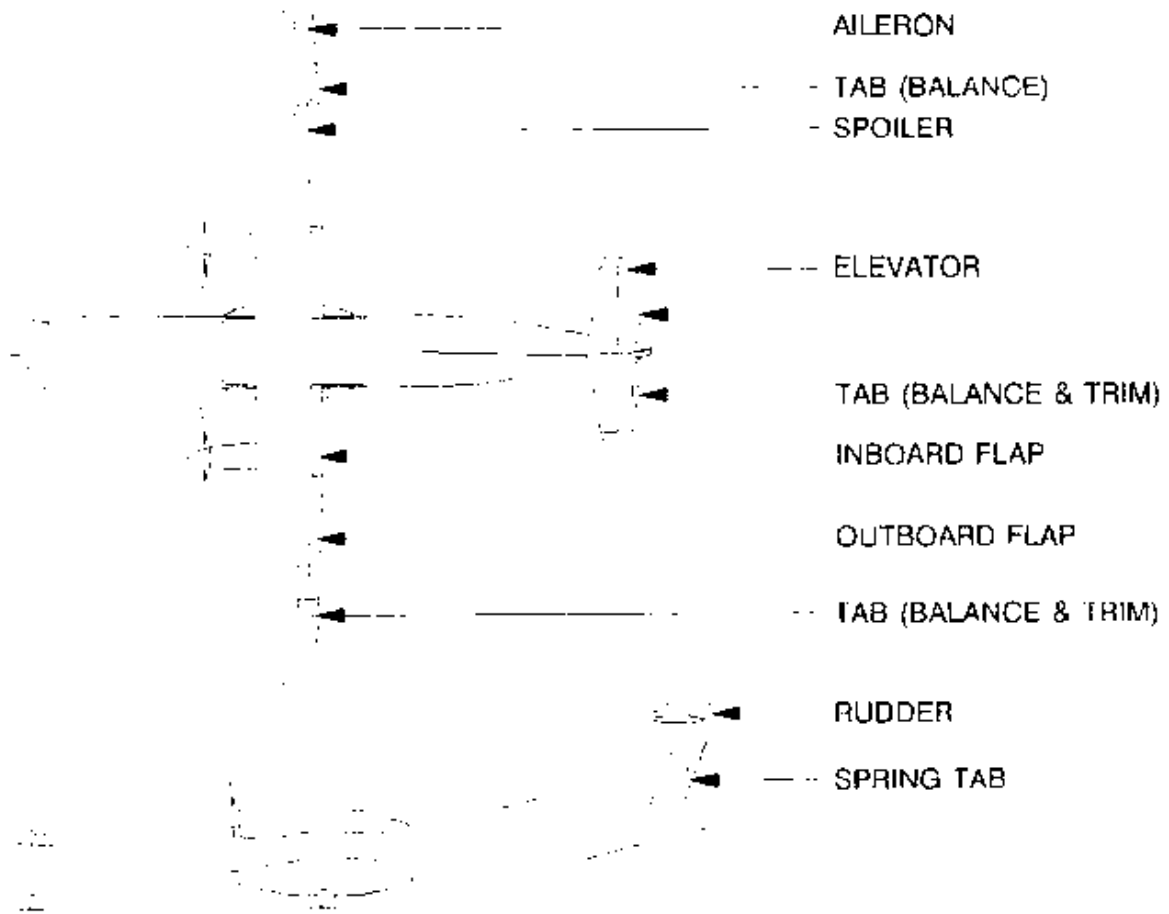 AILERON
TAB (BALANCE)
SPOILER
ELEVATOR
TAB (BALANCE & TRIM)
INBOARD FLAP
OUTBOARD FLAP
TAB (BALANCE & TRIM)
RUDDER
SPRING TAB